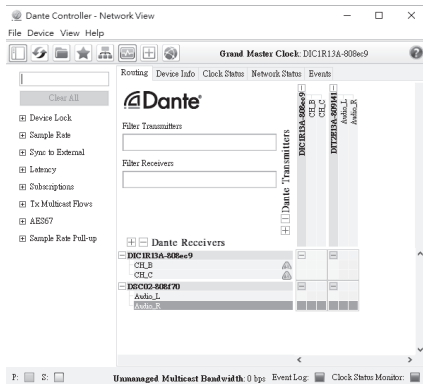 Dante Controller - Network View
File Device View Help
Grand Master Clock: DIC1R13A-808ec9
Routing Device Info Clock Status Network Status Events
Clear All
Device Lock
Sample Rate
Sync to External
Latency
Subscriptions
Tx Multicast Flows
AES67
Sample Rate Pull-up
Dante
Filter Transmitters
Filter Receivers
Dante Transmitters
DIC1R13A-808ec9
CH_B
CH_C
DIT2E13A-809141
Audio_L
Audio_R
Dante Receivers
DIC1R13A-808ec9
CH_B
CH_C
DSC02-808f70
Audio_L
Audio_R
P: S: Unmanaged Multicast Bandwidth: 0 bps Event Log: Clock Status Monitor: